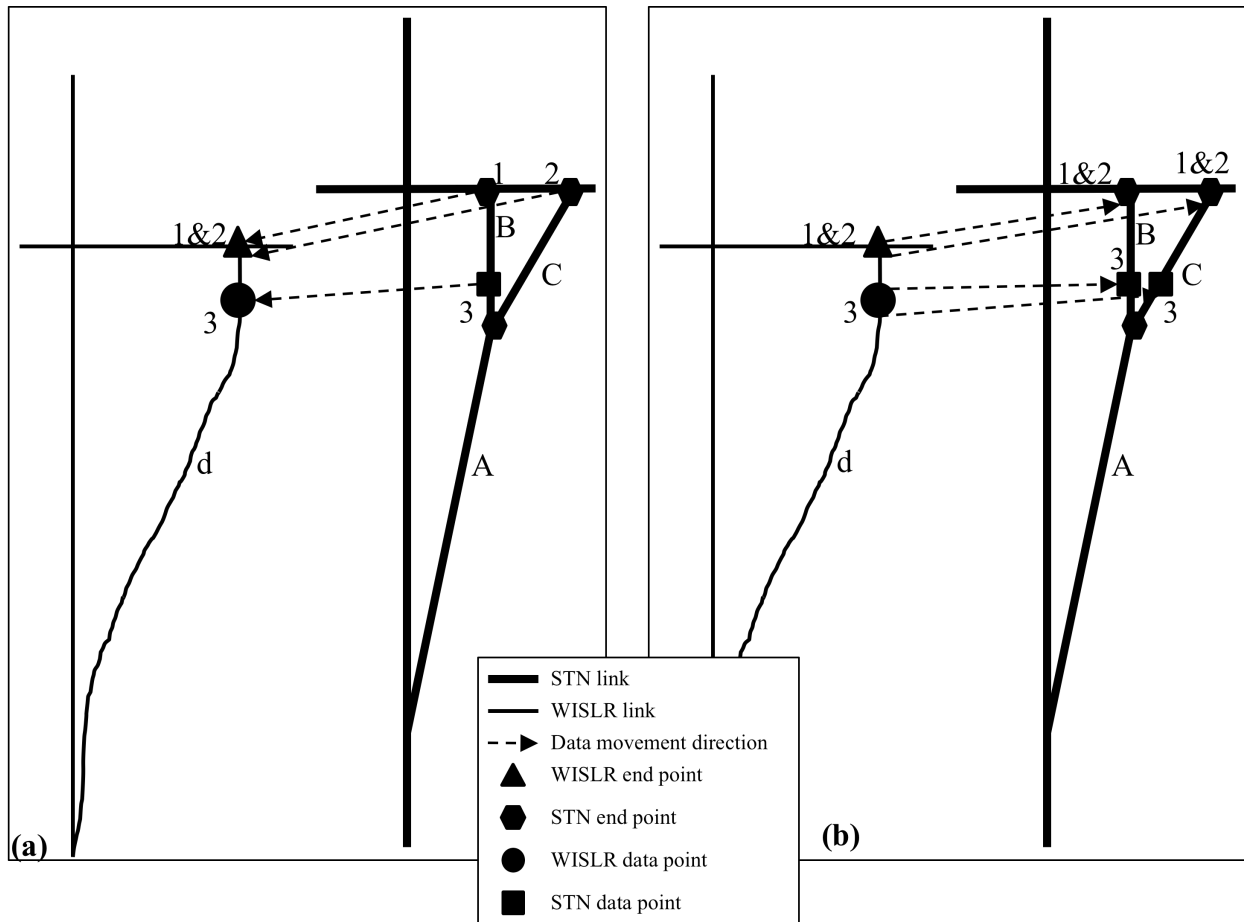 1 2
B
1&2
C
3 3
d
A
(a)
1&2 1&2
B
1&2
3 C
3 3
d
A
(b)
STN link
WISLR link
Data movement direction
WISLR end point
STN end point
WISLR data point
STN data point